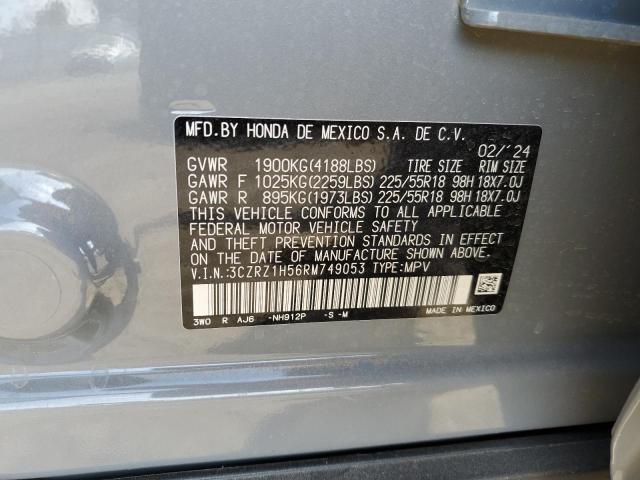 MFD.BY HONDA DE MEXICO S.A. DE C.V.
02/'24
GVWR 1900KG(4188LBS) TIRE SIZE RIM SIZE
GAWR F 1025KG(2259LBS) 225/55R18 98H 18X7.0J
GAWR R 895KG(1973LBS) 225/55R18 98H 18X7.0J
THIS VEHICLE CONFORMS TO ALL APPLICABLE
FEDERAL MOTOR VEHICLE SAFETY
AND THEFT PREVENTION STANDARDS IN EFFECT
ON THE DATE OF MANUFACTURE SHOWN ABOVE.
V.I.N.:3CZRZ1H56RM749053 TYPE:MPV
3W0 R AJ6 -NH912P -S -M MADE IN MEXICO